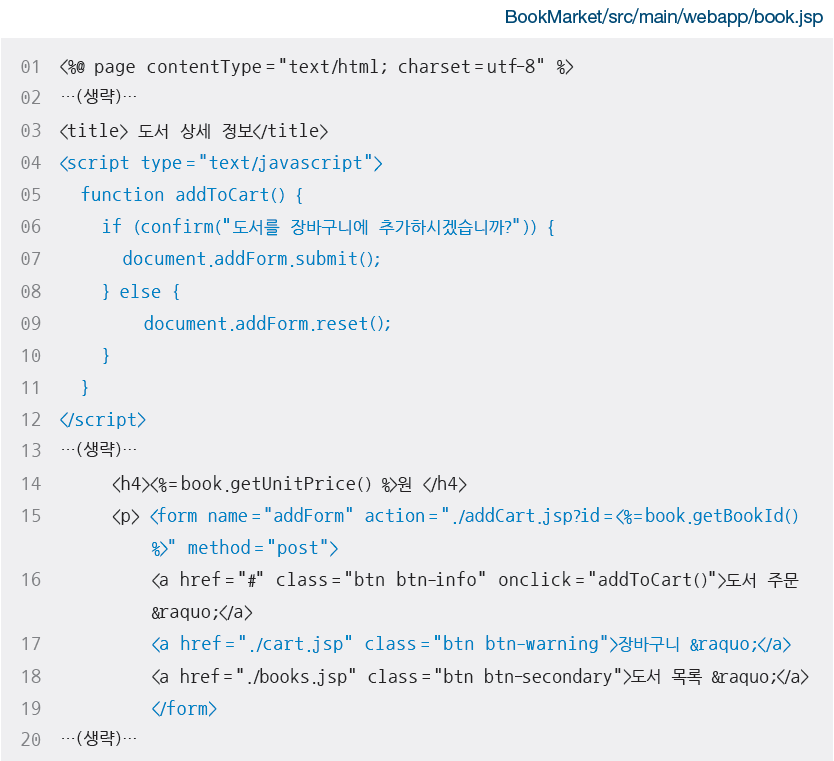 BookMarket/src/main/webapp/book.jsp
01 <%@ page contentType="text/html; charset=utf-8" %>
02 …(생략)…
03 <title> 도서 상세 정보</title>
04 <script type="text/javascript">
05 function addToCart() {
06 if (confirm("도서를 장바구니에 추가하시겠습니까?")) {
07 document.addForm.submit();
08 } else {
09 document.addForm.reset();
10 }
11 }
12 </script>
13 …(생략)…
14 <h4><%=book.getUnitPrice() %>원 </h4>
15 <p> <form name="addForm" action="./addCart.jsp?id=<%=book.getBookId()
%>" method="post">
16 <a href="#" class="btn btn-info" onclick="addToCart()">도서 주문
&raquo;</a>
17 <a href="./cart.jsp" class="btn btn-warning">장바구니 &raquo;</a>
18 <a href="./books.jsp" class="btn btn-secondary">도서 목록 &raquo;</a>
19 </form>
20 …(생략)…